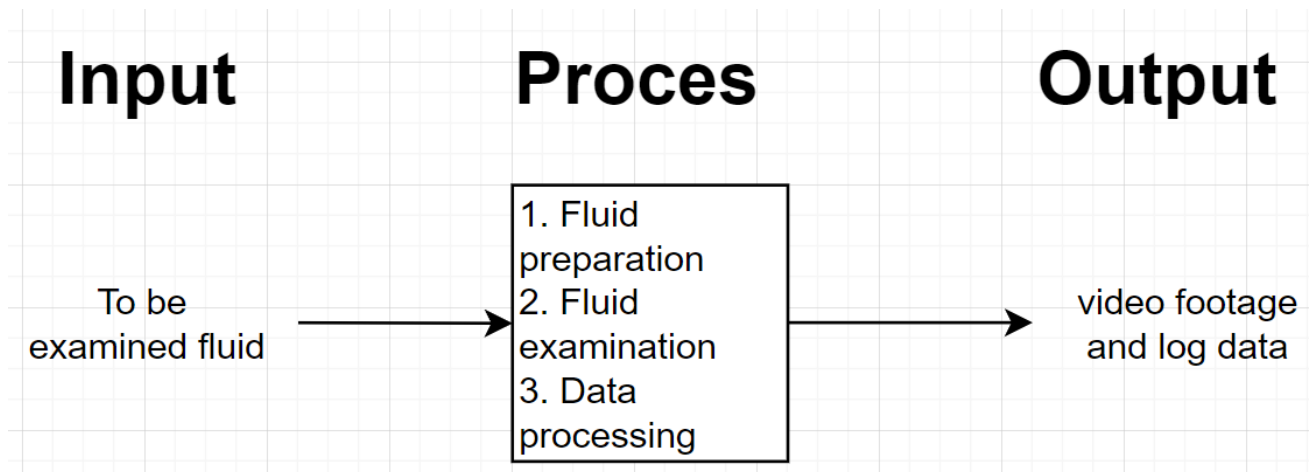 Input
Proces
Output
To be
examined fluid
1. Fluid
preparation
2. Fluid
examination
3. Data
processing
video footage
and log data